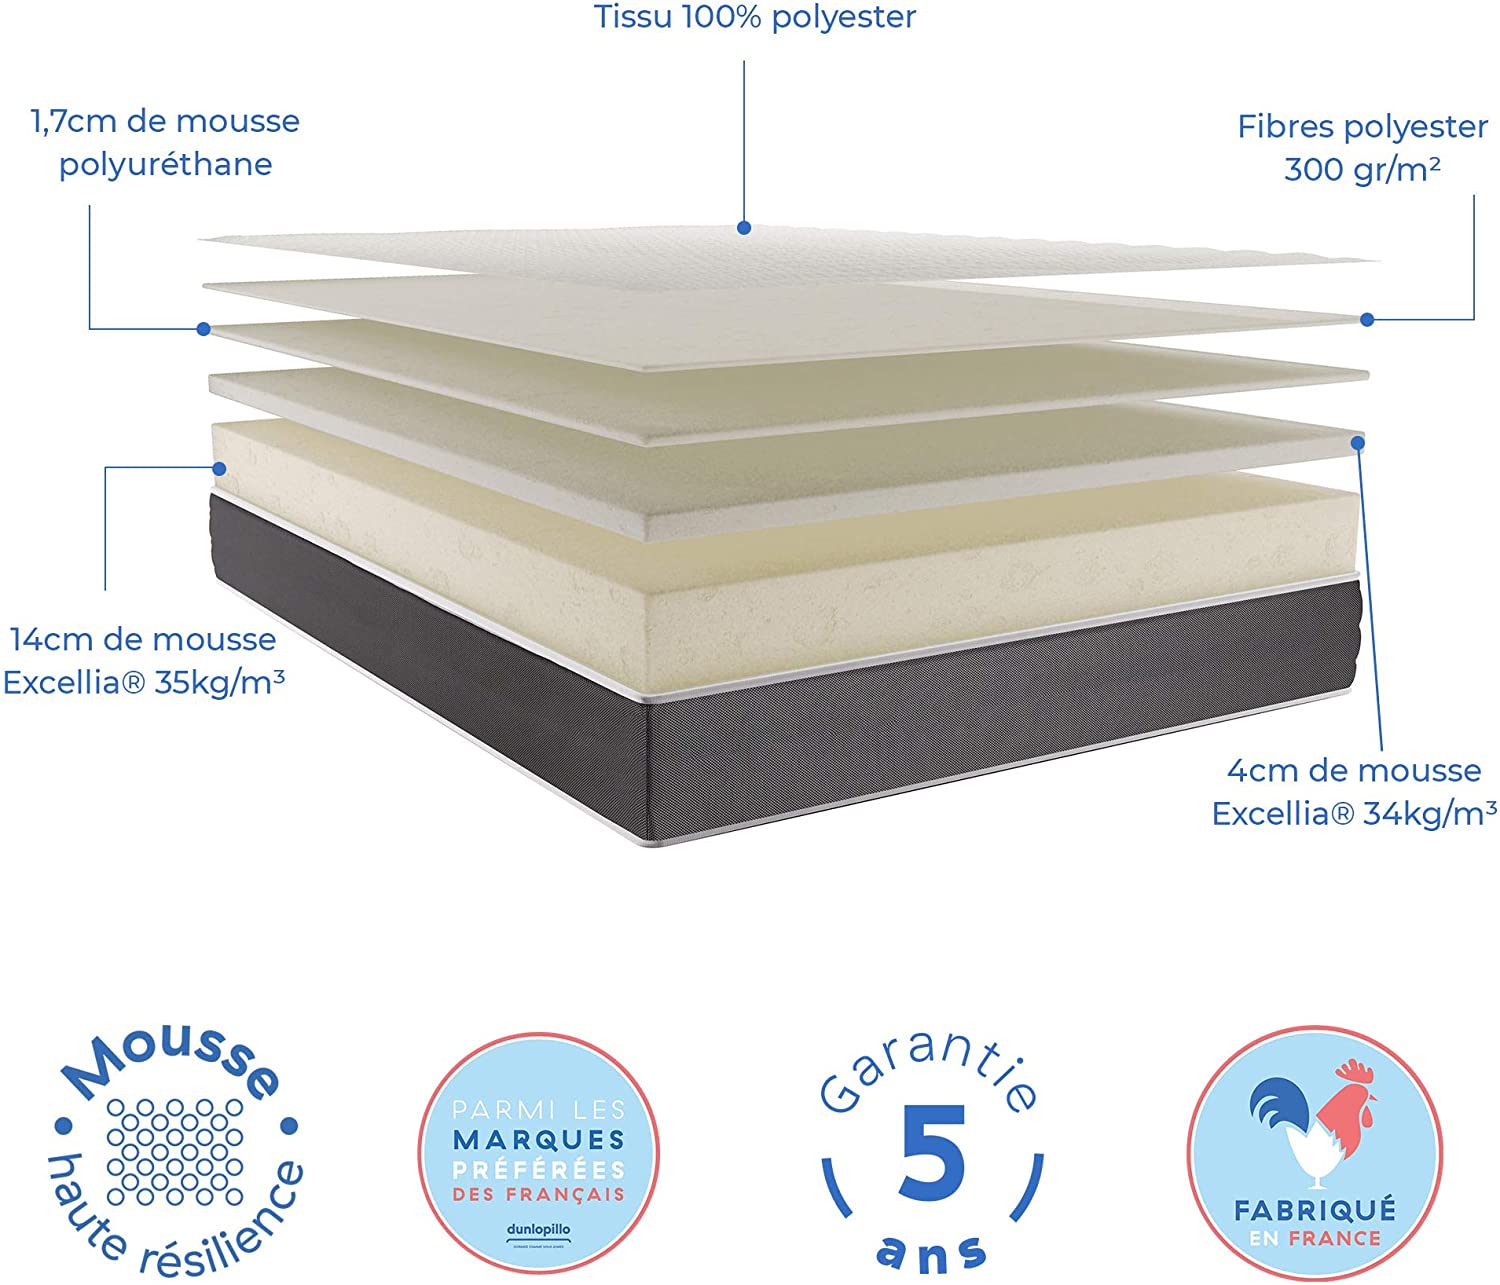 Tissu 100% polyester
1,7cm de mousse
polyuréthane
Fibres polyester
300 gr/m²
14cm de mousse
Excellia® 35kg/m³
4cm de mousse
Excellia® 34kg/m³
Mousse
haute résilience
PARMI LES
MARQUES
PRÉFÉRÉES
DES FRANÇAIS
dunlopillo
Garantie
5
ans
FABRIQUÉ
EN FRANCE